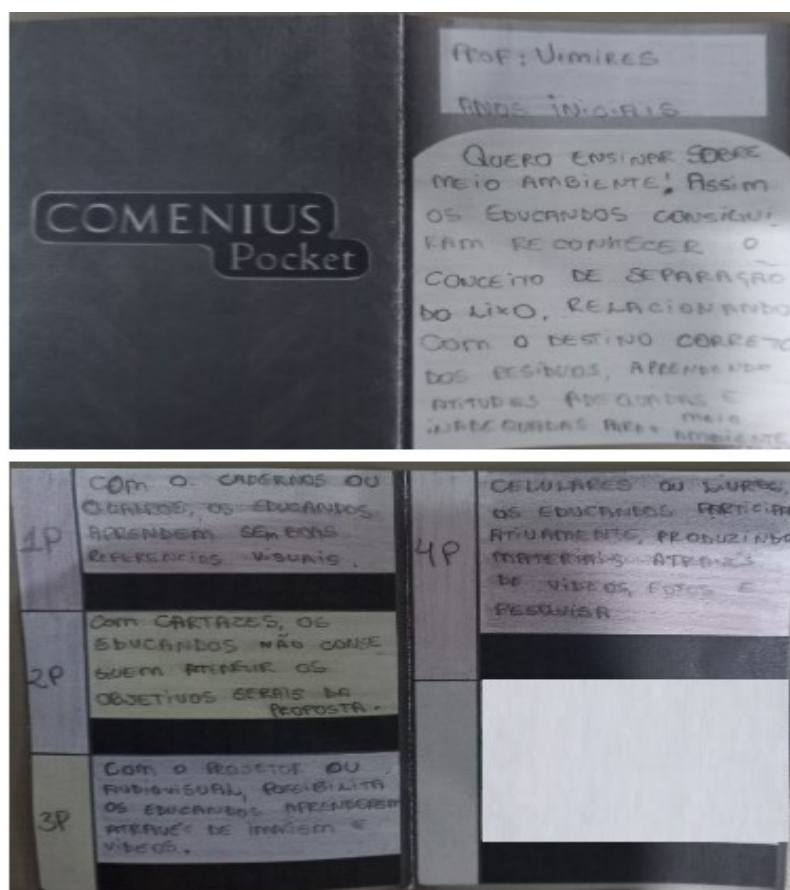 COMENIUS
Pocket
PROF: VIMIRES
ANOS INICIAIS
QUERO ENSINAR SOBRE
MEIO AMBIENTE! ASSIM
OS EDUCANDOS CONSIGUI
RAM RECONHECER O
CONCEITO DE SEPARAÇÃO
DO LIXO, RELACIONANDO
COM O DESTINO CORRETO
DOS RESÍDUOS, APRENDENDO
ATITUDES ADEQUADAS E
INADEQUADAS PARA MEIO
AMBIENTE
1P
COM O CADERNOS OU
QUADROS, OS EDUCANDOS
APRENDEM SEM BOAS
REFERENCIAS VISUAIS.
2P
COM CARTAZES, OS
EDUCANDOS NÃO CONSE
GUEM ATINGIR OS
OBJETIVOS GERAIS DA
PROPOSTA.
3P
COM O PROJETOR OU
AUDIOVISUAL, POSSIBILITA
OS EDUCANDOS APRENDEREM
ATRAVÉS DE IMAGEM E
VÍDEOS.
4P
CELULARES OU LIVROS,
OS EDUCANDOS PARTICIPA
ATIVAMENTE, PRODUZINDO
MATERIAIS ATRAVÉS
DE VÍDEOS, FOTOS E
PESQUISA